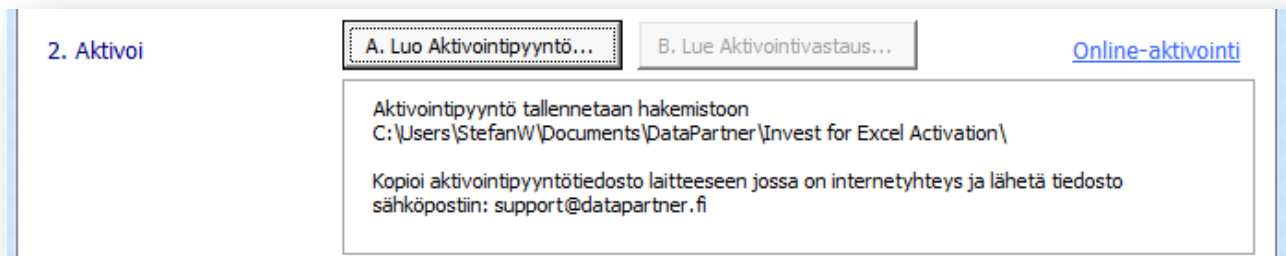 2. Aktivoi
A. Luo Aktivointipyyntö...
B. Lue Aktivointivastaus...
Online-aktivointi
Aktivointipyyntö tallennetaan hakemistoon
C:\Users\StefanW\Documents\DataPartner\Invest for Excel Activation\
Kopioi aktivointipyyntötiedosto laitteeseen jossa on internetyhteys ja lähetä tiedosto
sähköpostiin: support@datapartner.fi